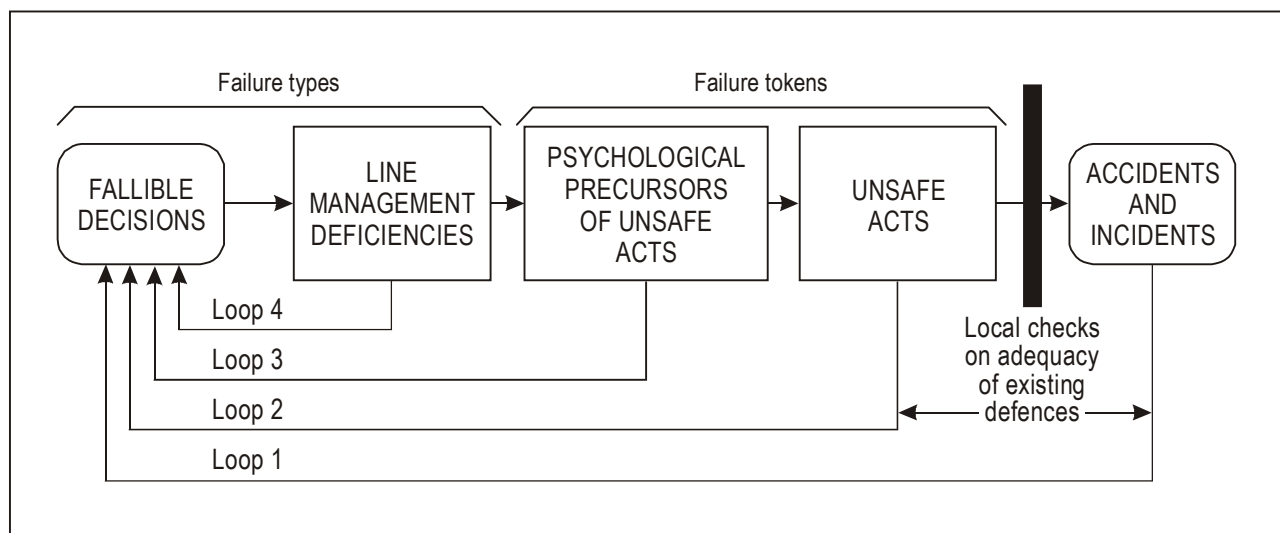 Failure types
Failure tokens
FALLIBLE
DECISIONS
LINE
MANAGEMENT
DEFICIENCIES
PSYCHOLOGICAL
PRECURSORS
OF UNSAFE
ACTS
UNSAFE
ACTS
ACCIDENTS
AND
INCIDENTS
Local checks
on adequacy
of existing
defences
Loop 4
Loop 3
Loop 2
Loop 1